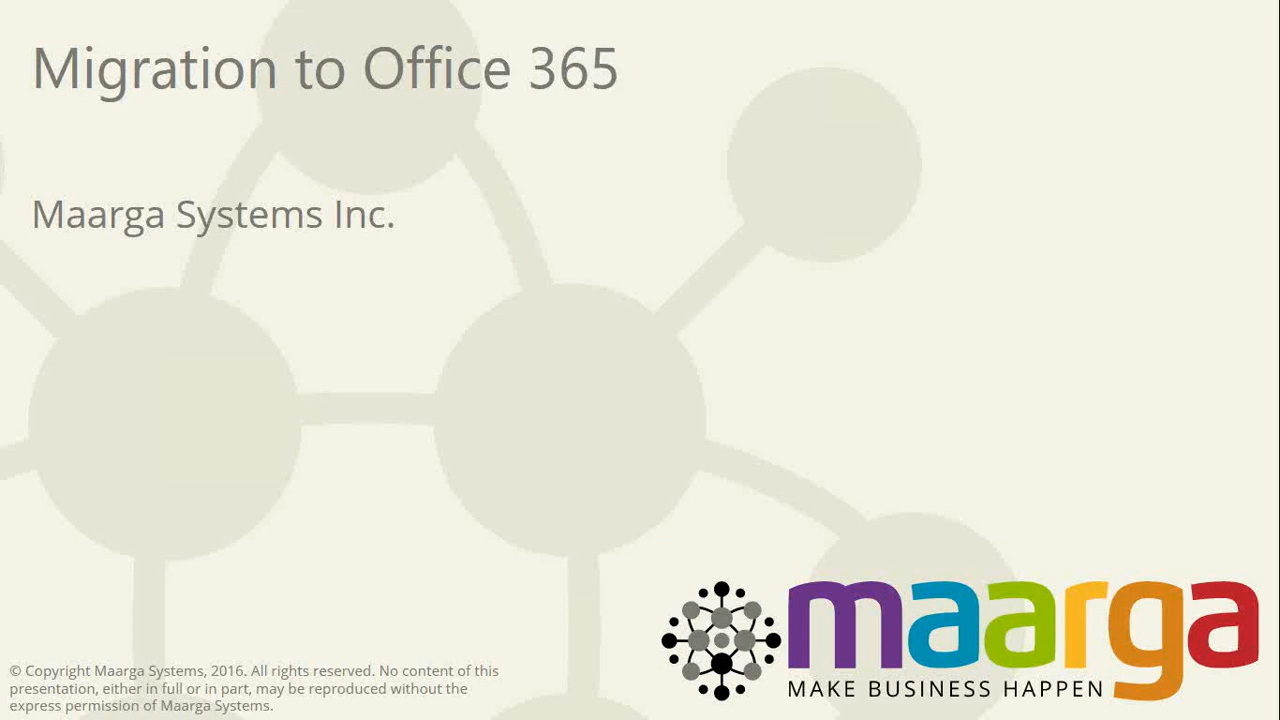 Migration to Office 365
Maarga Systems Inc.
© Copyright Maarga Systems, 2016. All rights reserved. No content of this
presentation, either in full or in part, may be reproduced without the
express permission of Maarga Systems.
maarga
MAKE BUSINESS HAPPEN